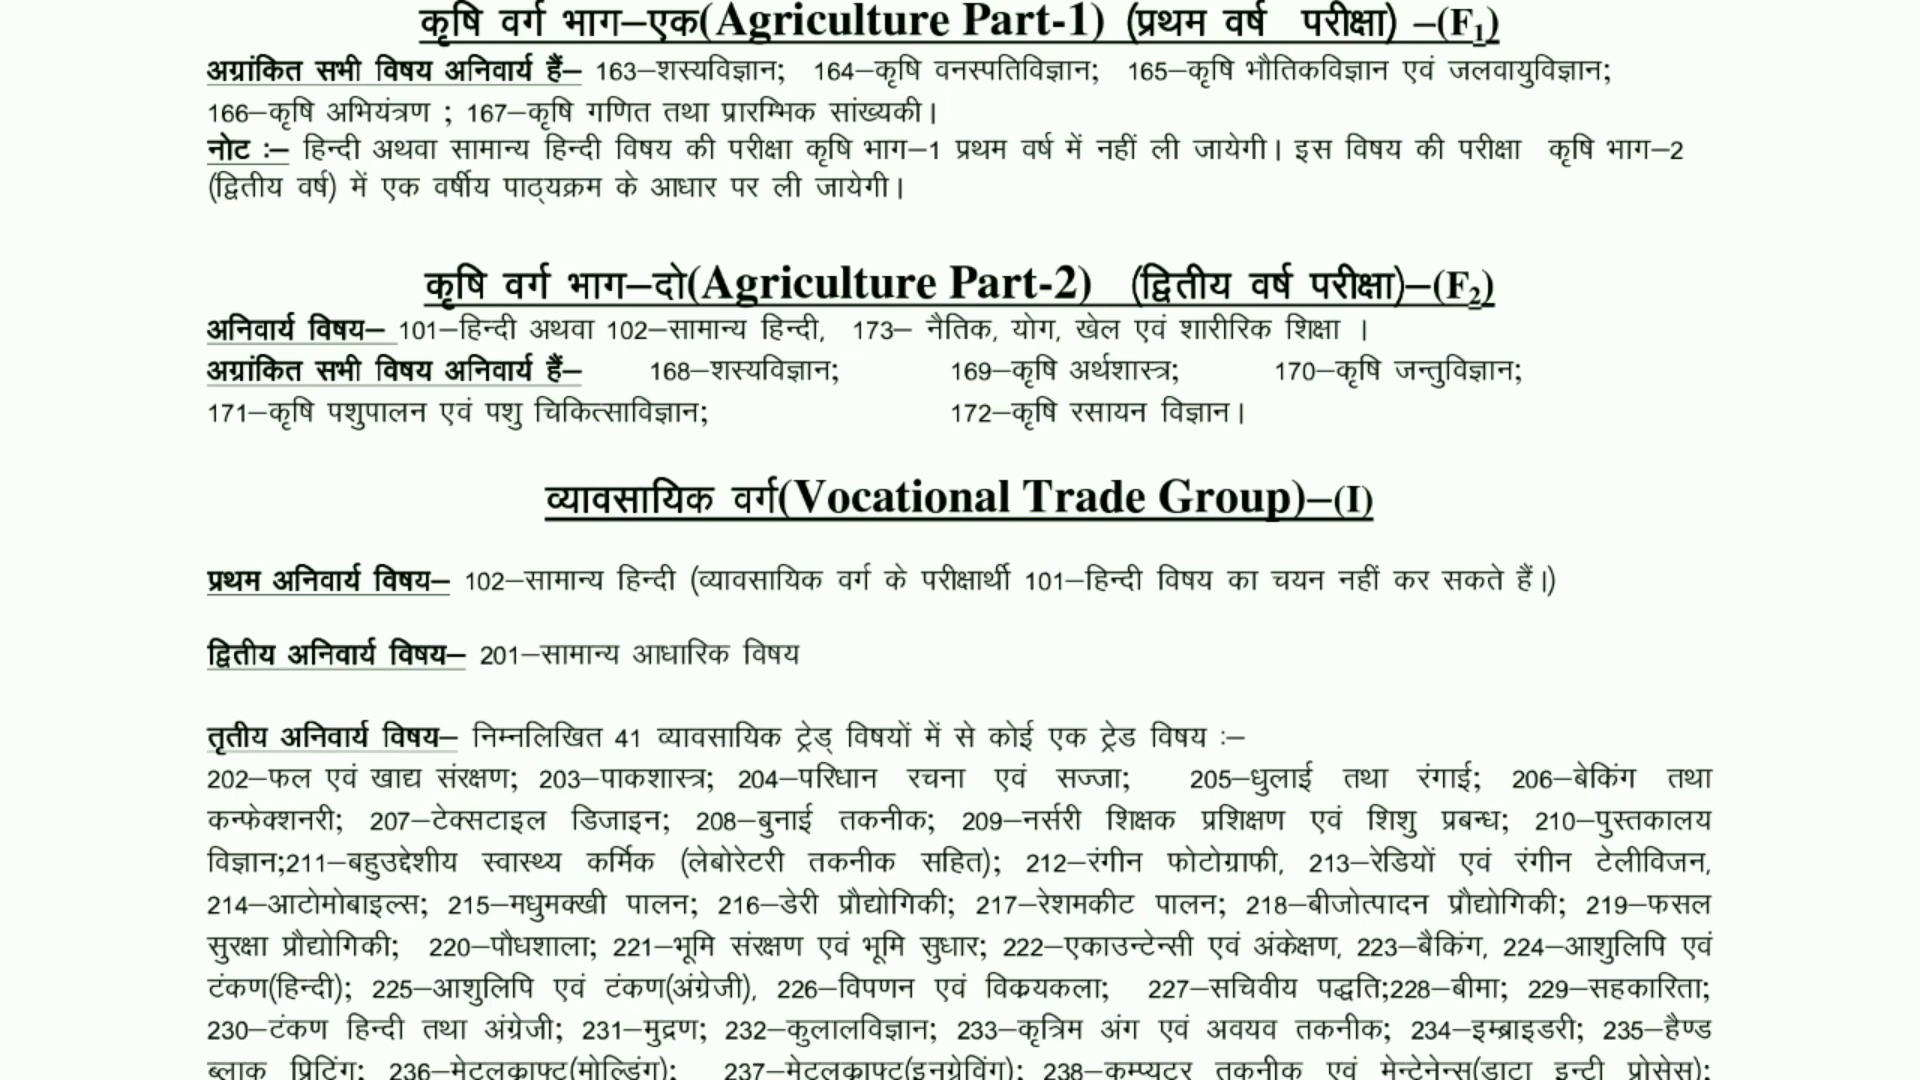 कृषि वर्ग भाग–एक(Agriculture Part-1) (प्रथम वर्ष परीक्षा) –(F1)
अग्रांकित सभी विषय अनिवार्य हैं– 163–शस्यविज्ञान; 164–कृषि वनस्पतिविज्ञान; 165–कृषि भौतिकविज्ञान एवं जलवायुविज्ञान;
166–कृषि अभियंत्रण ; 167–कृषि गणित तथा प्रारम्भिक सांख्यकी।
नोट :– हिन्दी अथवा सामान्य हिन्दी विषय की परीक्षा कृषि भाग–1 प्रथम वर्ष में नहीं ली जायेगी। इस विषय की परीक्षा कृषि भाग–2
(द्वितीय वर्ष) में एक वर्षीय पाठ्यक्रम के आधार पर ली जायेगी।
कृषि वर्ग भाग–दो(Agriculture Part-2) (द्वितीय वर्ष परीक्षा)–(F2)
अनिवार्य विषय– 101–हिन्दी अथवा 102–सामान्य हिन्दी, 173– नैतिक, योग, खेल एवं शारीरिक शिक्षा ।
अग्रांकित सभी विषय अनिवार्य हैं– 168–शस्यविज्ञान; 169–कृषि अर्थशास्त्र; 170–कृषि जन्तुविज्ञान;
171–कृषि पशुपालन एवं पशु चिकित्साविज्ञान; 172–कृषि रसायन विज्ञान।
व्यावसायिक वर्ग(Vocational Trade Group)–(I)
प्रथम अनिवार्य विषय– 102–सामान्य हिन्दी (व्यावसायिक वर्ग के परीक्षार्थी 101–हिन्दी विषय का चयन नहीं कर सकते हैं।)
द्वितीय अनिवार्य विषय– 201–सामान्य आधारिक विषय
तृतीय अनिवार्य विषय– निम्नलिखित 41 व्यावसायिक ट्रेड् विषयों में से कोई एक ट्रेड विषय :–
202–फल एवं खाद्य संरक्षण; 203–पाकशास्त्र; 204–परिधान रचना एवं सज्जा; 205–धुलाई तथा रंगाई; 206–बेकिंग तथा
कन्फेक्शनरी; 207–टेक्सटाइल डिजाइन; 208–बुनाई तकनीक; 209–नर्सरी शिक्षक प्रशिक्षण एवं शिशु प्रबन्ध; 210–पुस्तकालय
विज्ञान;211–बहुउद्देशीय स्वास्थ्य कर्मिक (लेबोरेटरी तकनीक सहित); 212–रंगीन फोटोग्राफी, 213–रेडियों एवं रंगीन टेलीविजन,
214–आटोमोबाइल्स; 215–मधुमक्खी पालन; 216–डेरी प्रौद्योगिकी; 217–रेशमकीट पालन; 218–बीजोत्पादन प्रौद्योगिकी; 219–फसल
सुरक्षा प्रौद्योगिकी; 220–पौधशाला; 221–भूमि संरक्षण एवं भूमि सुधार; 222–एकाउन्टेन्सी एवं अंकेक्षण, 223–बैकिंग, 224–आशुलिपि एवं
टंकण(हिन्दी); 225–आशुलिपि एवं टंकण(अंग्रेजी), 226–विपणन एवं विक्रयकला; 227–सचिवीय पद्धति;228–बीमा; 229–सहकारिता;
230–टंकण हिन्दी तथा अंग्रेजी; 231–मुद्रण; 232–कुलालविज्ञान; 233–कृत्रिम अंग एवं अवयव तकनीक; 234–इम्ब्राइडरी; 235–हैण्ड
ब्लाक प्रिटिंग; 236–मेटलक्राफ्ट(मोल्डिंग); 237–मेटलक्राफ्ट(इनग्रेविंग); 238–कम्प्यूटर तकनीक एवं मेन्टेनेन्स(डाटा इन्ट्री प्रोसेस);